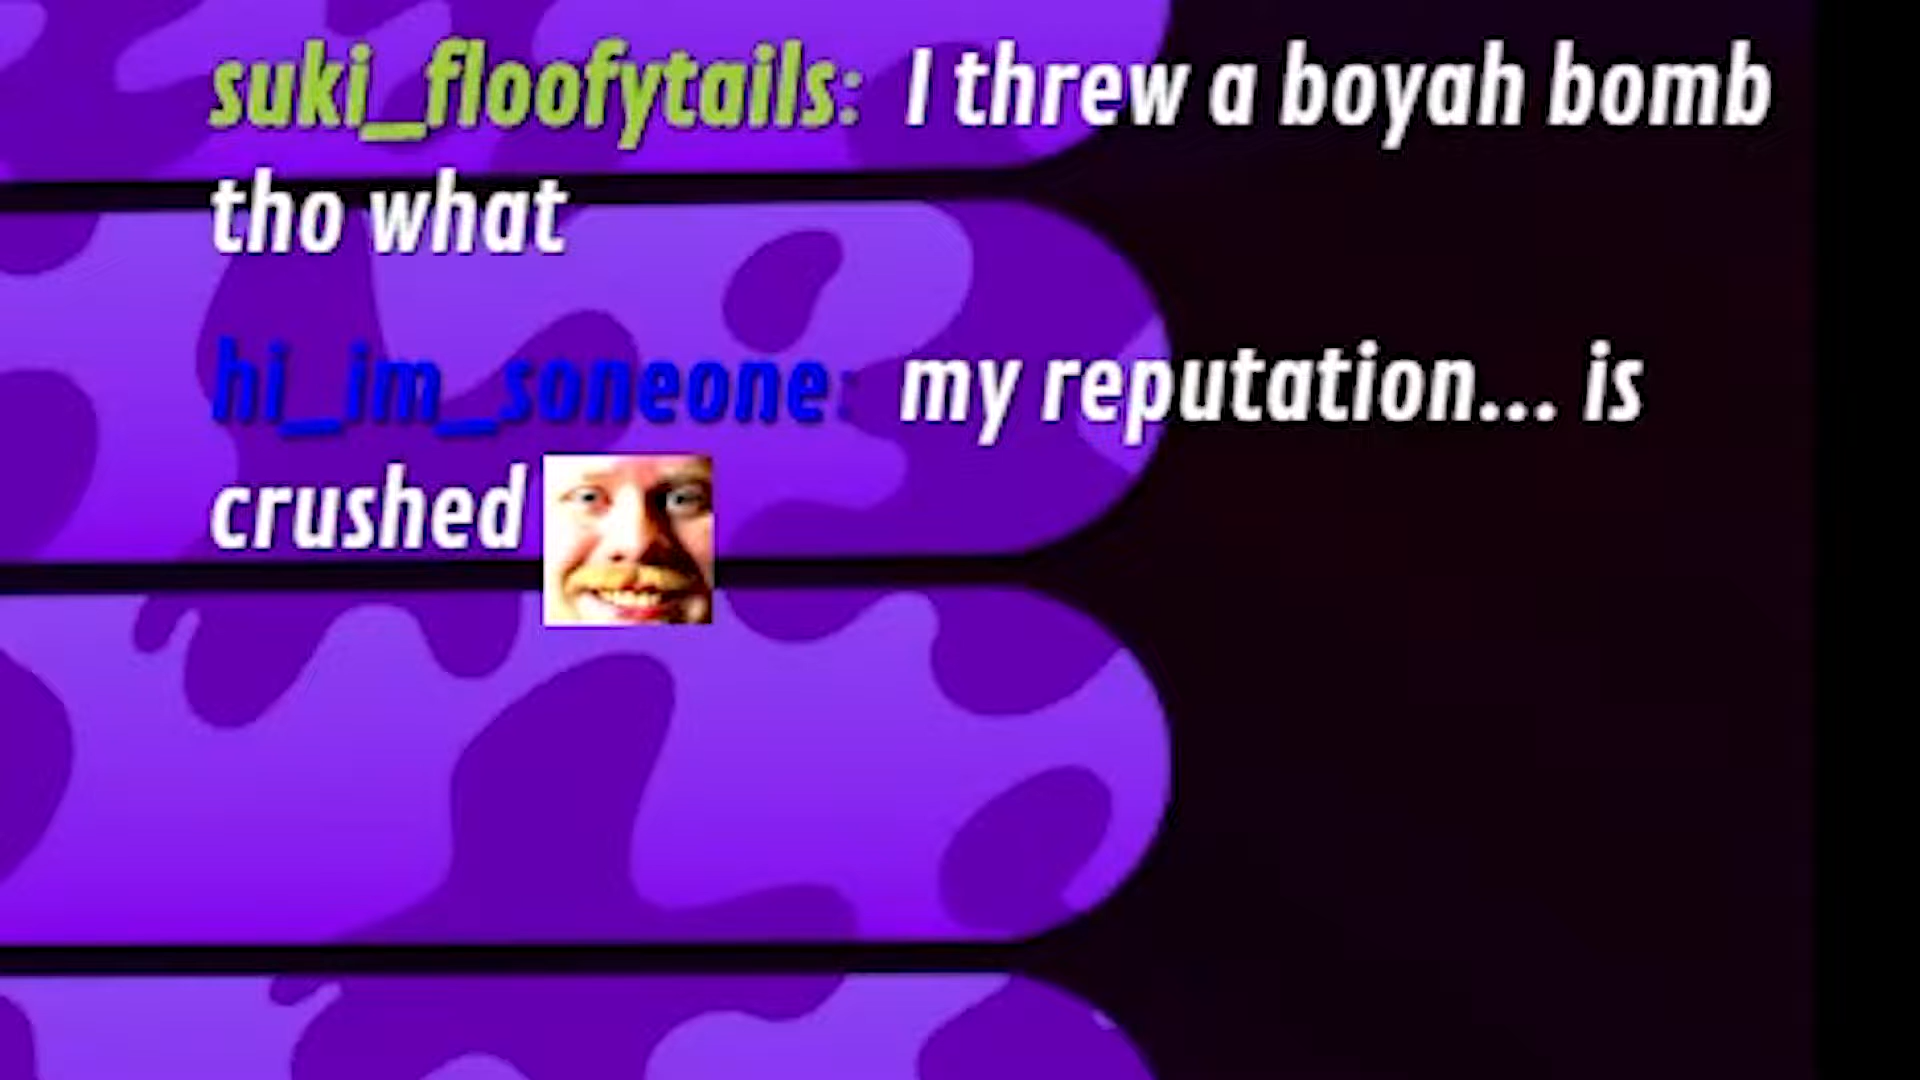 suki_floofytails: I threw a boyah bomb
tho what
hi_im_soneone: my reputation... is
crushed